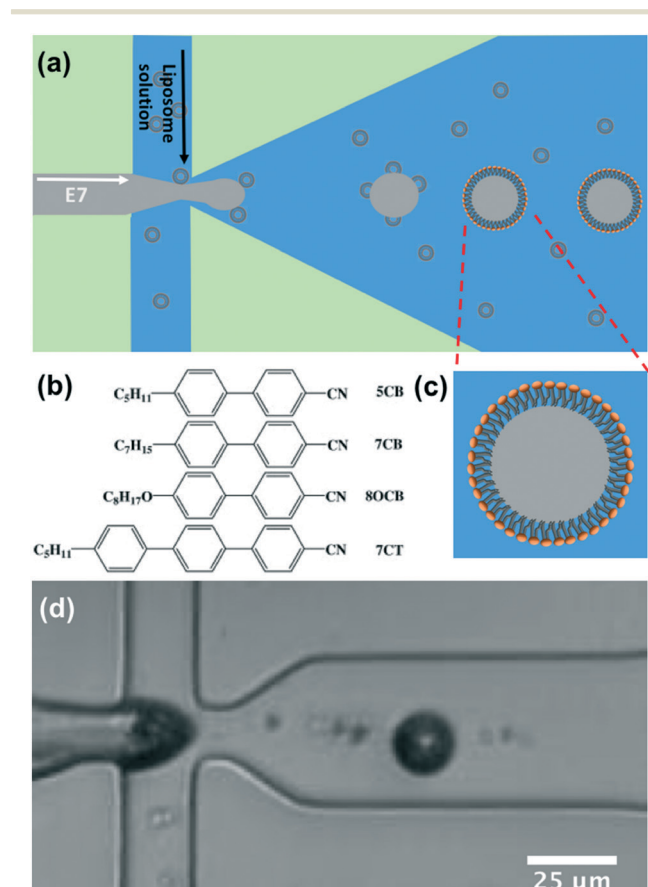 (a)
Liposome
solution
E7
(b)
C₅H₁₁ CN 5CB
C₇H₁₅ CN 7CB
C₈H₁₇O CN 8OCB
C₅H₁₁ CN 7CT
(c)
(d)
25 µm